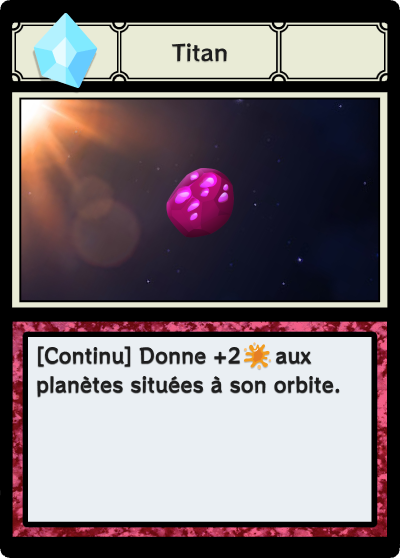 Titan
[Continu] Donne +2 aux
planètes situées à son orbite.